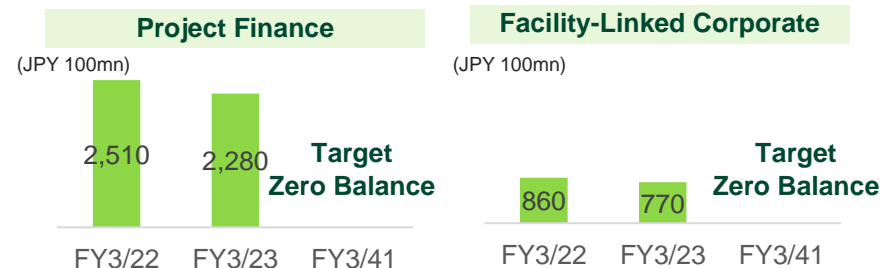 Project Finance
(JPY 100mn)
2,510
2,280
Target
Zero Balance
FY3/22 FY3/23 FY3/41
Facility-Linked Corporate
(JPY 100mn)
860
770
Target
Zero Balance
FY3/22 FY3/23 FY3/41